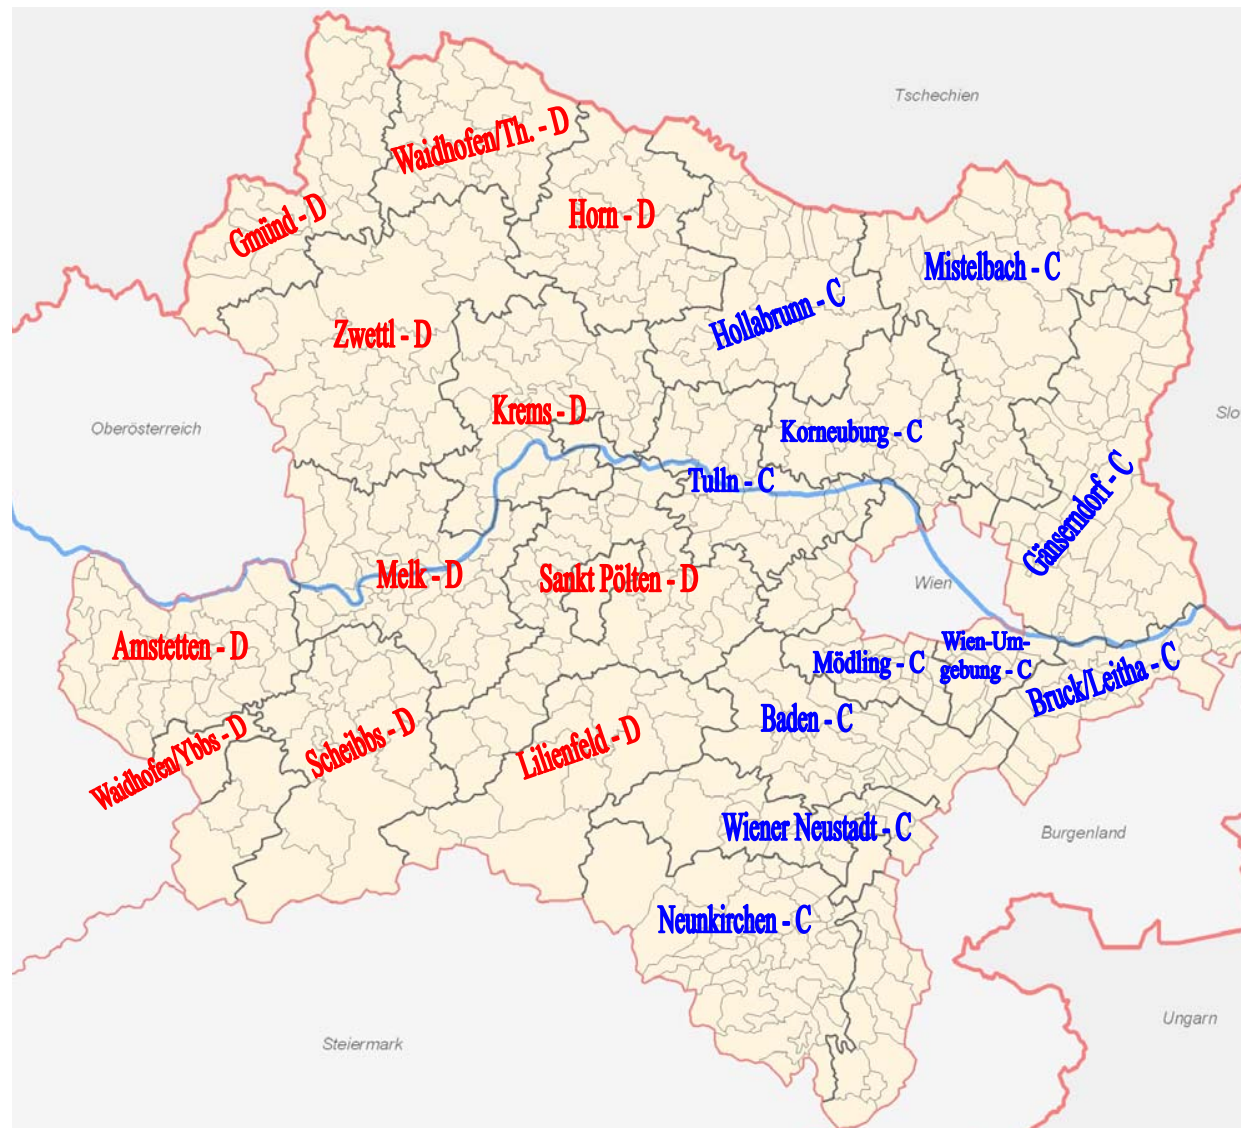 Tschechien
Waidhofen/Th. - D
Gmünd - D
Horn - D
Mistelbach - C
Hollabrunn - C
Zwettl - D
Krems - D
Korneuburg - C
Slo
Oberösterreich
Tulln - C
Gänserndorf - C
Melk - D
Sankt Pölten - D
Wien
Amstetten - D
Mödling - C
Wien-Um-
gebung - C
Bruck/Leitha - C
Baden - C
Waidhofen/Ybbs - D
Scheibbs - D
Lilienfeld - D
Wiener Neustadt - C
Burgenland
Neunkirchen - C
Ungarn
Steiermark